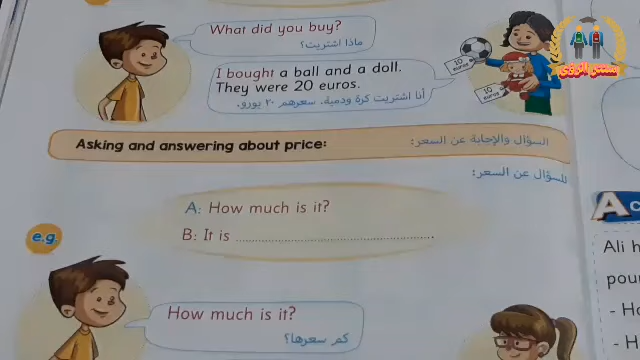 What did you buy?
ماذا اشتريت؟
I bought a ball and a doll.
They were 20 euros.
أنا اشتريت كرة ودمية. سعرهم ٢٠ يورو.
10
euros
10
euros
Asking and answering about price:
السؤال والإجابة عن السعر:
للسؤال عن السعر:
A: How much is it?
B: It is ................................................
e.g.
How much is it?
كم سعرها؟
A
Ali h
pour
- Ho
- H